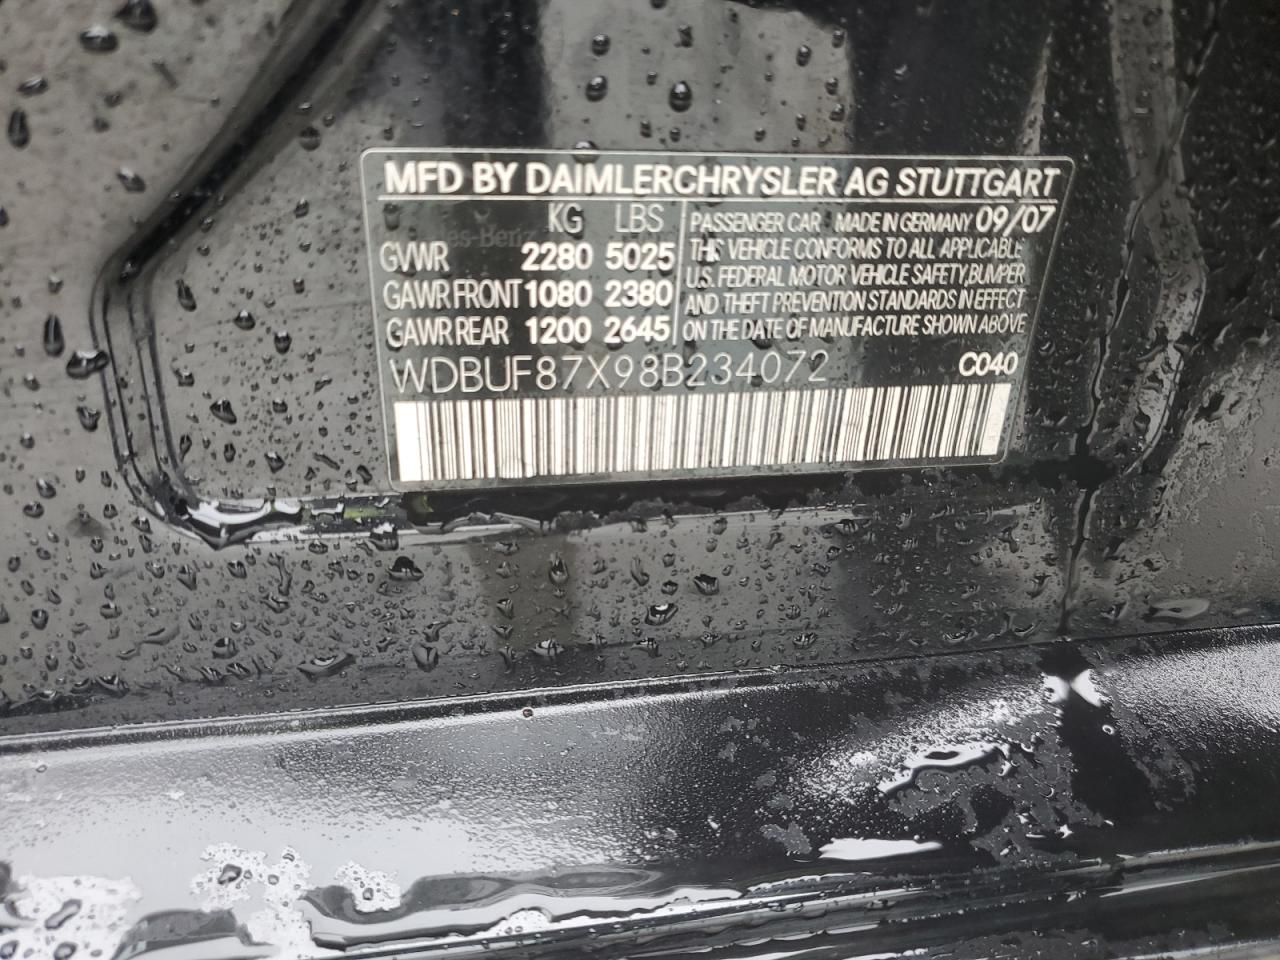 MFD BY DAIMLERCHRYSLER AG STUTTGART
KG LBS
GVWR 2280 5025
GAWR FRONT 1080 2380
GAWR REAR 1200 2645
PASSENGER CAR MADE IN GERMANY 09/07
THIS VEHICLE CONFORMS TO ALL APPLICABLE
U.S. FEDERAL MOTOR VEHICLE SAFETY, BUMPER
AND THEFT PREVENTION STANDARDS IN EFFECT
ON THE DATE OF MANUFACTURE SHOWN ABOVE
WDBUF87X98B234072 C040